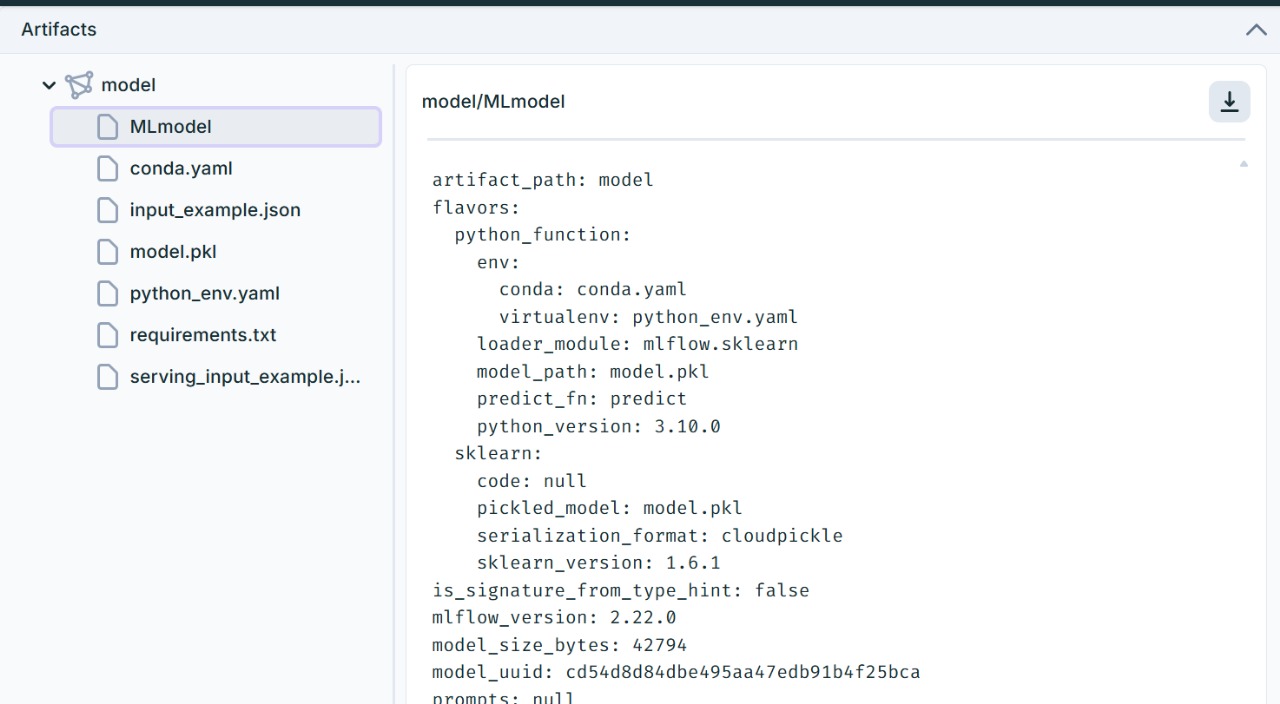 Artifacts
model
MLmodel
conda.yaml
input_example.json
model.pkl
python_env.yaml
requirements.txt
serving_input_example.j...
model/MLmodel
artifact_path: model
flavors:
  python_function:
    env:
      conda: conda.yaml
      virtualenv: python_env.yaml
    loader_module: mlflow.sklearn
    model_path: model.pkl
    predict_fn: predict
    python_version: 3.10.0
  sklearn:
    code: null
    pickled_model: model.pkl
    serialization_format: cloudpickle
    sklearn_version: 1.6.1
is_signature_from_type_hint: false
mlflow_version: 2.22.0
model_size_bytes: 42794
model_uuid: cd54d8d84dbe495aa47edb91b4f25bca
prompts: null